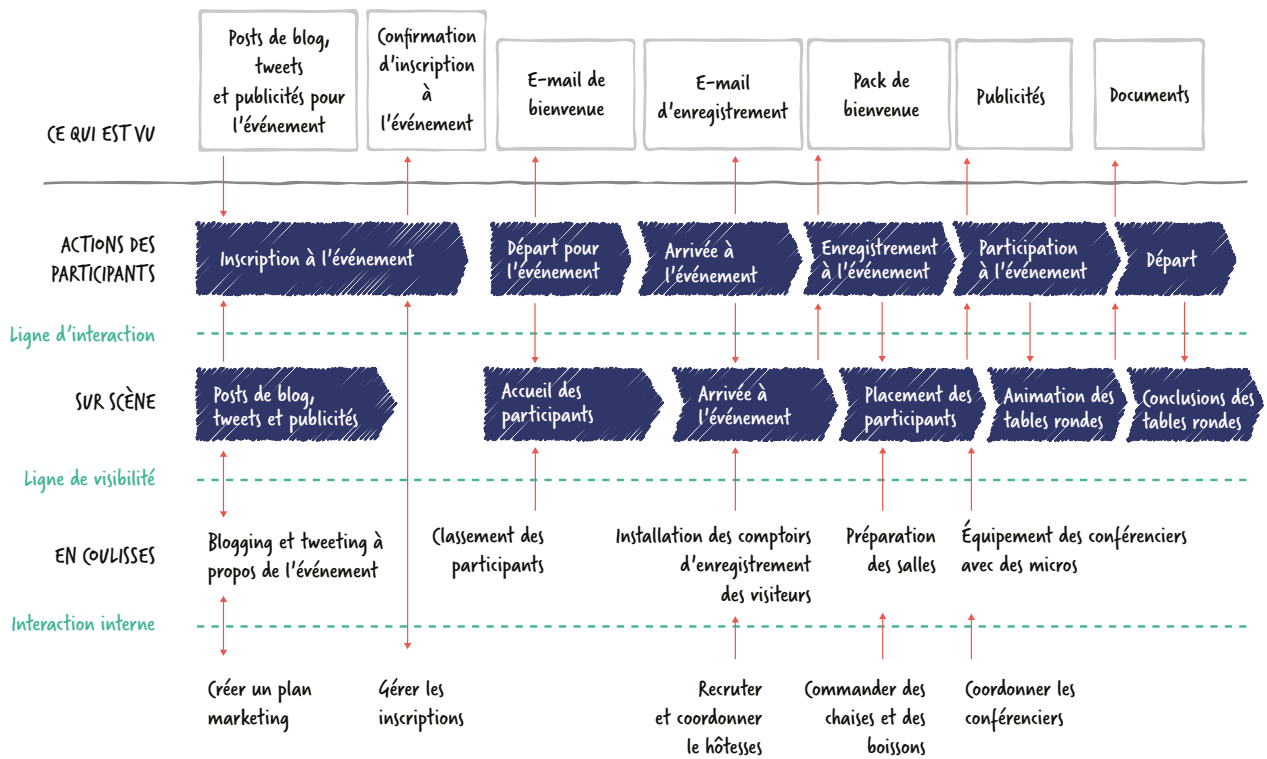 Posts de blog,
tweets
et publicités pour
l'événement
Confirmation
d'inscription
à
l'événement
E-mail de
bienvenue
E-mail
d'enregistrement
Pack de
bienvenue
Publicités
Documents
CE QUI EST VU
ACTIONS DES
PARTICIPANTS
Inscription à l'événement
Départ pour
l'événement
Arrivée à
l'événement
Enregistrement
à l'événement
Participation
à l'événement
Départ
Ligne d'interaction
SUR SCÈNE
Posts de blog,
tweets et publicités
Accueil des
participants
Arrivée à
l'événement
Placement des
participants
Animation des
tables rondes
Conclusions des
tables rondes
Ligne de visibilité
EN COULISSES
Blogging et tweeting à
propos de l'événement
Classement des
participants
Installation des comptoirs
d'enregistrement
des visiteurs
Préparation
des salles
Équipement des conférenciers
avec des micros
Interaction interne
Créer un plan
marketing
Gérer les
inscriptions
Recruter
et coordonner
le hôtesses
Commander des
chaises et des
boissons
Coordonner les
conférenciers